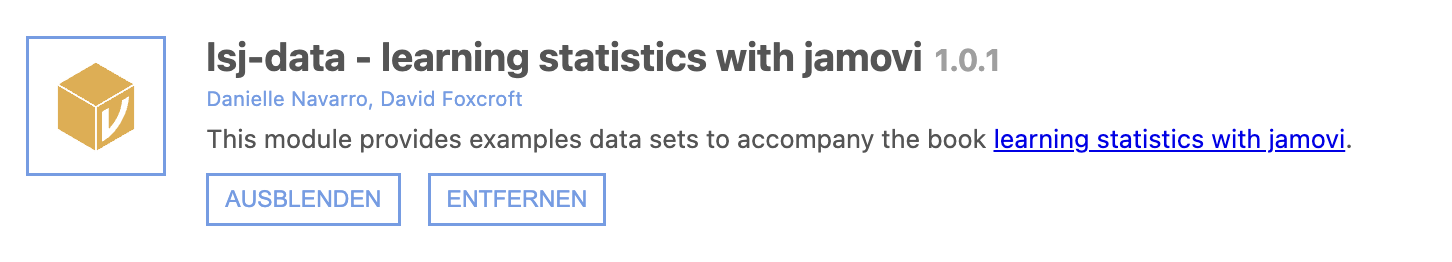 lsj-data - learning statistics with jamovi 1.0.1
Danielle Navarro, David Foxcroft
This module provides examples data sets to accompany the book learning statistics with jamovi.
AUSBLENDEN ENTFERNEN